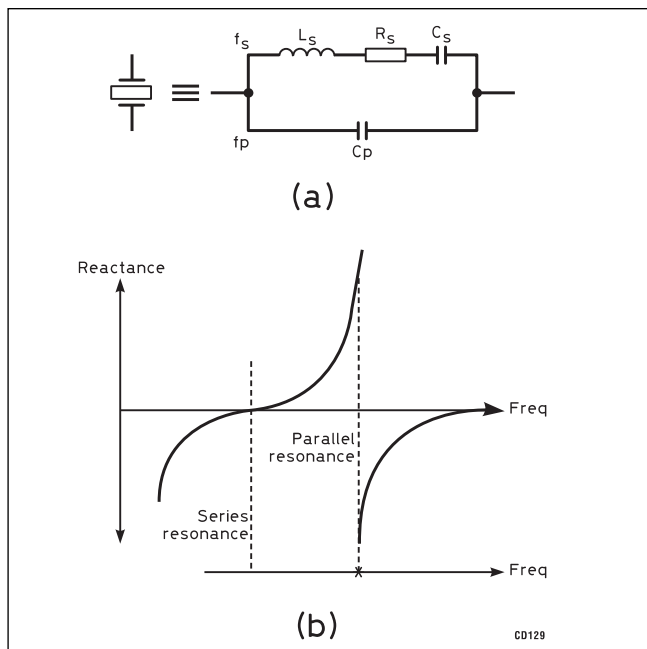 fs Ls Rs Cs
fp Cp
(a)
Reactance
Freq
Parallel
resonance
Series
resonance
Freq
(b)
CD129